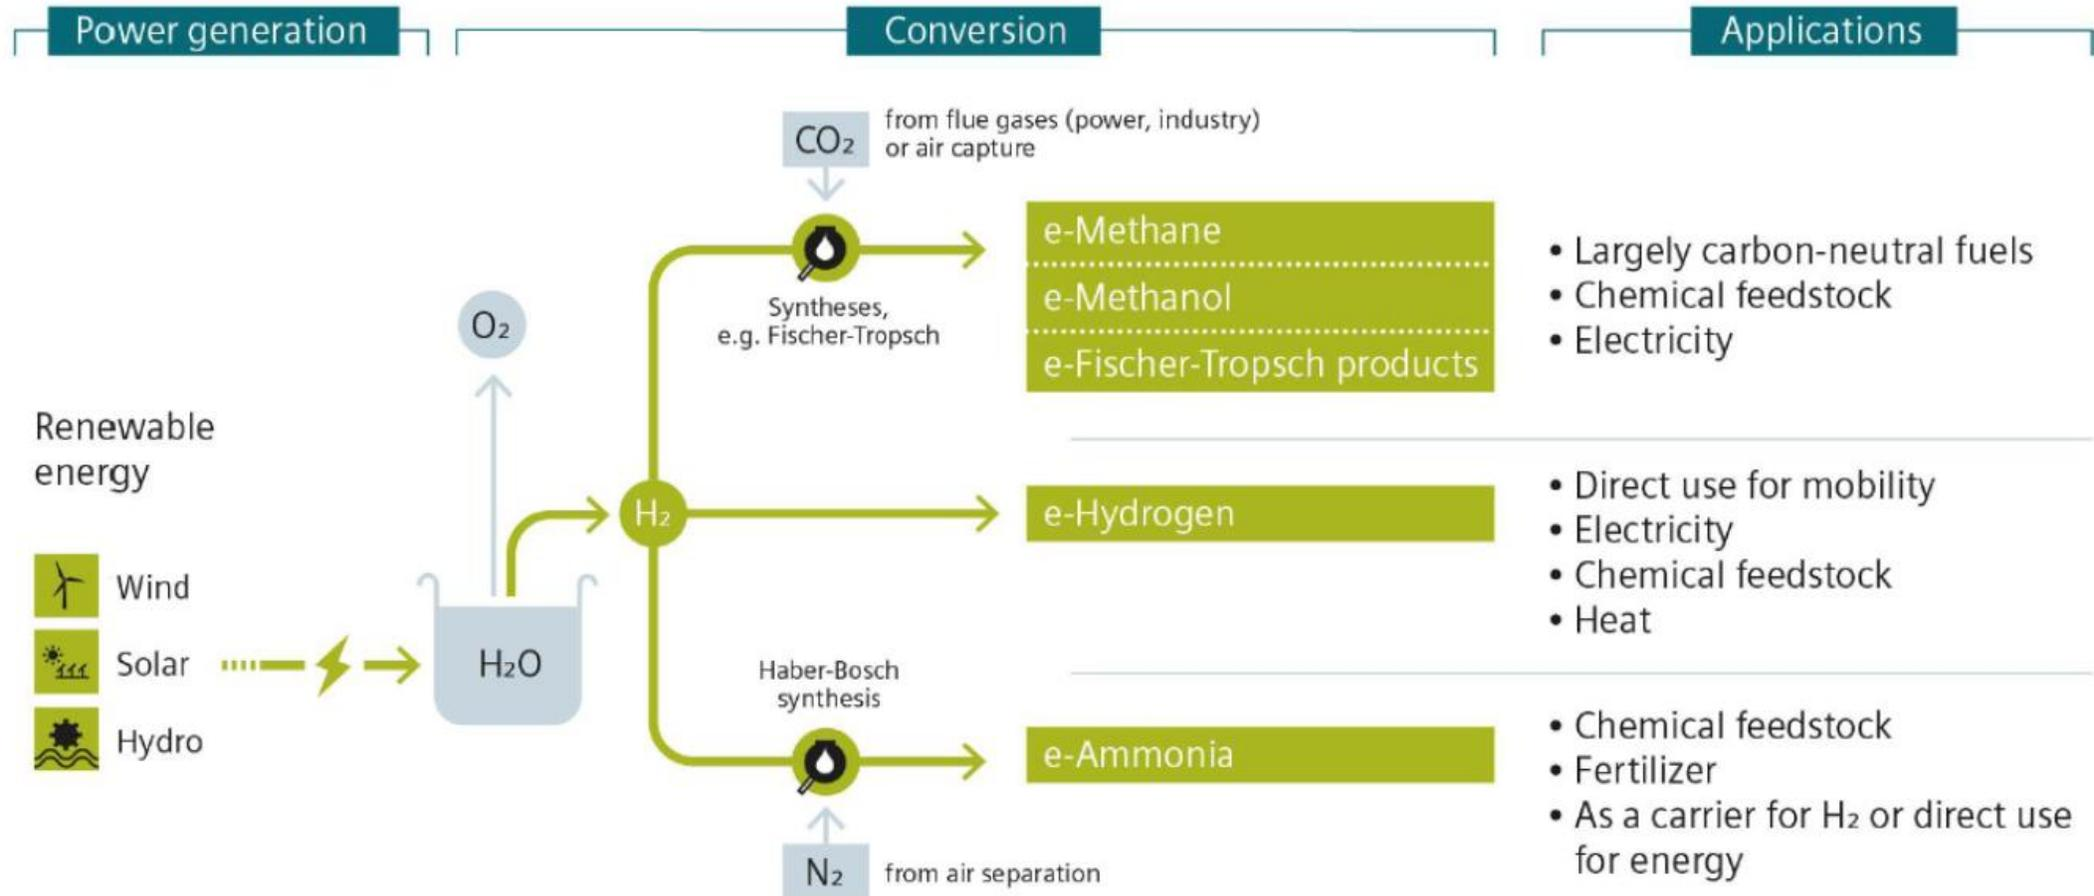 Power generation
Conversion
Applications
CO₂
from flue gases (power, industry)
or air capture
Syntheses,
e.g. Fischer-Tropsch
e-Methane
e-Methanol
e-Fischer-Tropsch products
• Largely carbon-neutral fuels
• Chemical feedstock
• Electricity
O₂
Renewable
energy
Wind
Solar
Hydro
H₂O
H₂
e-Hydrogen
• Direct use for mobility
• Electricity
• Chemical feedstock
• Heat
Haber-Bosch
synthesis
e-Ammonia
N₂
from air separation
• Chemical feedstock
• Fertilizer
• As a carrier for H₂ or direct use
for energy